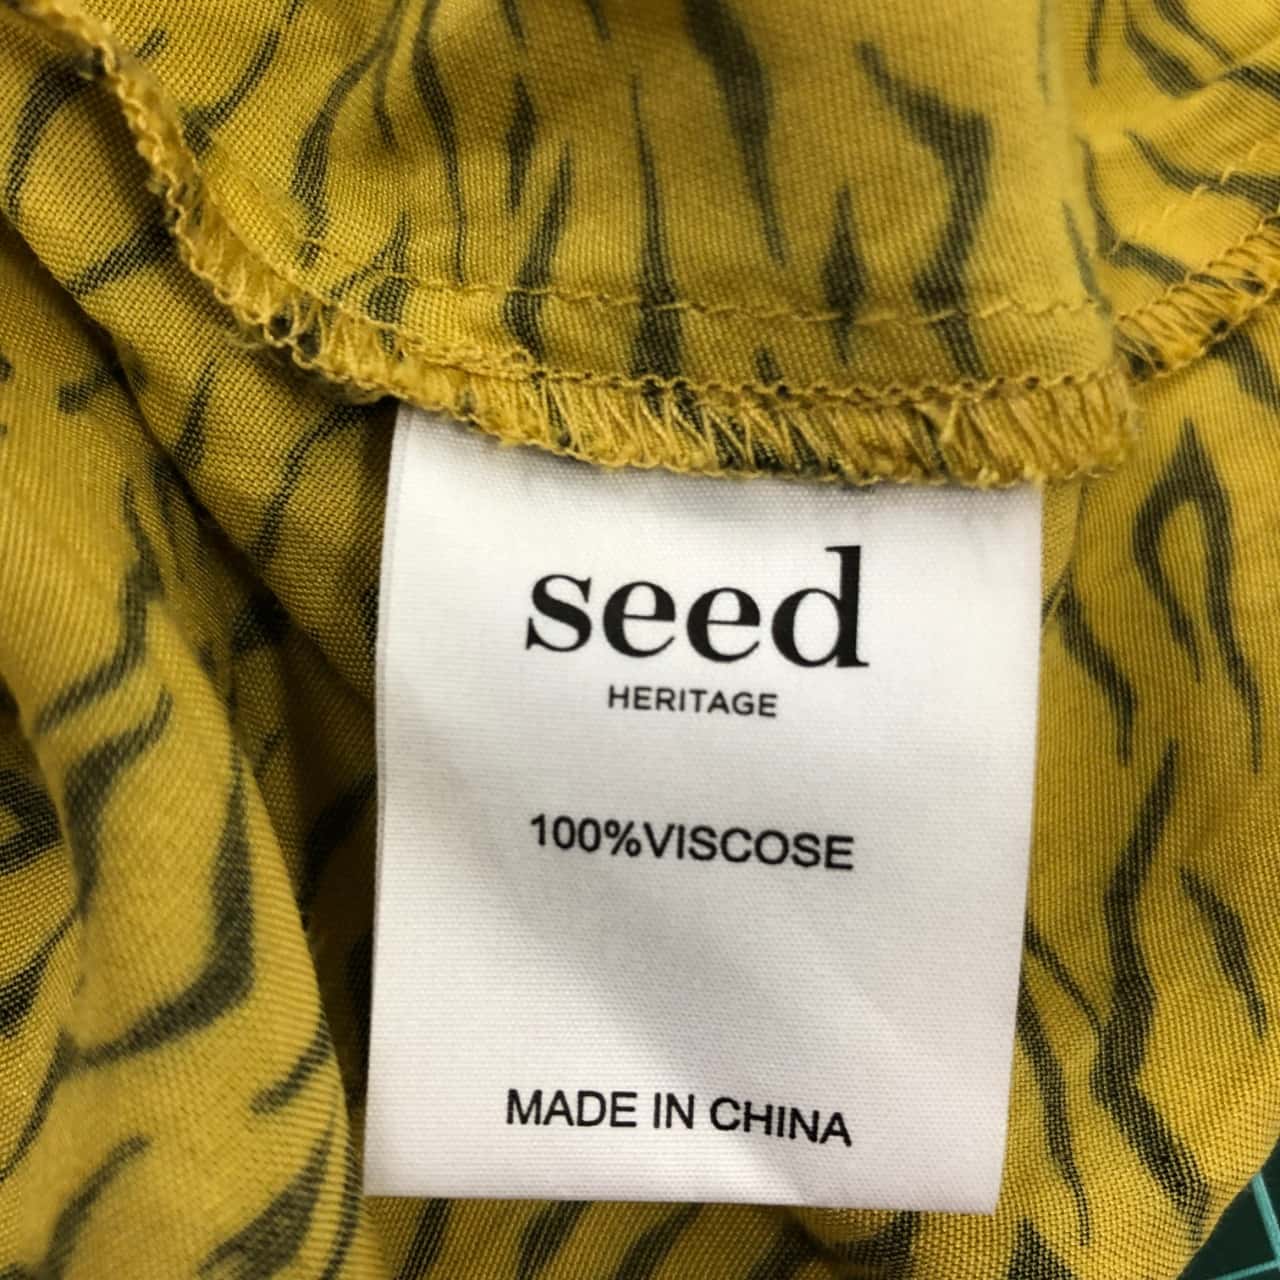 seed
HERITAGE
100%VISCOSE
MADE IN CHINA